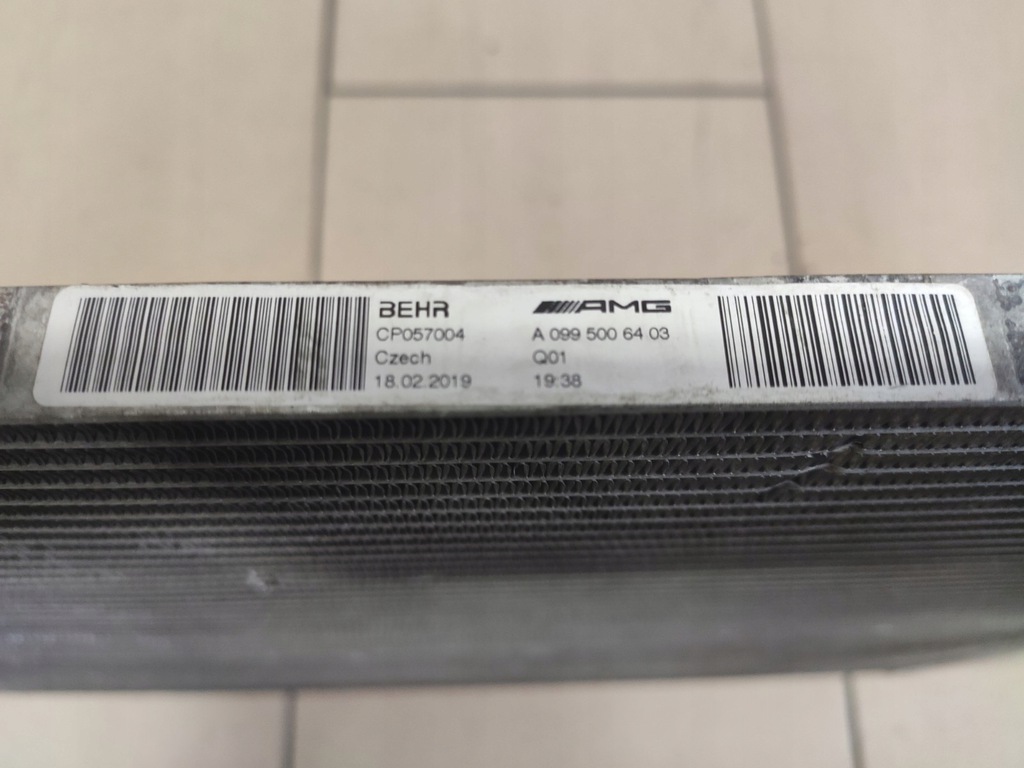 BEHR
CP057004
Czech
18.02.2019
AMG
A 099 500 64 03
Q01
19:38